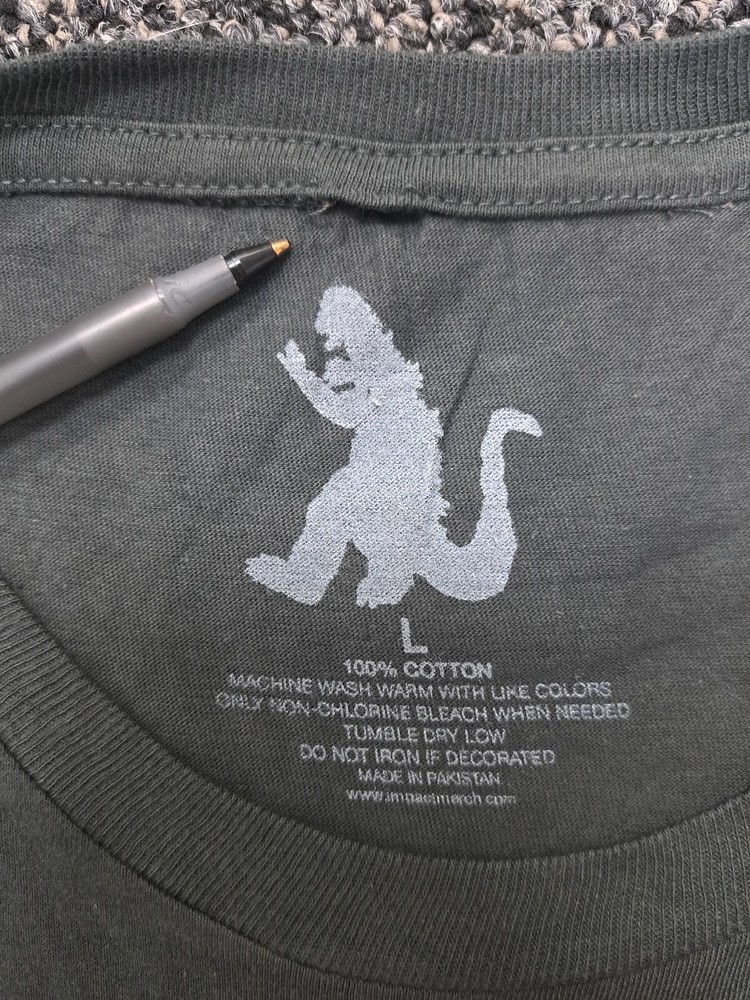 L
100% COTTON
MACHINE WASH WARM WITH LIKE COLORS
ONLY NON-CHLORINE BLEACH WHEN NEEDED
TUMBLE DRY LOW
DO NOT IRON IF DECORATED
MADE IN PAKISTAN
www.impactmerch.com